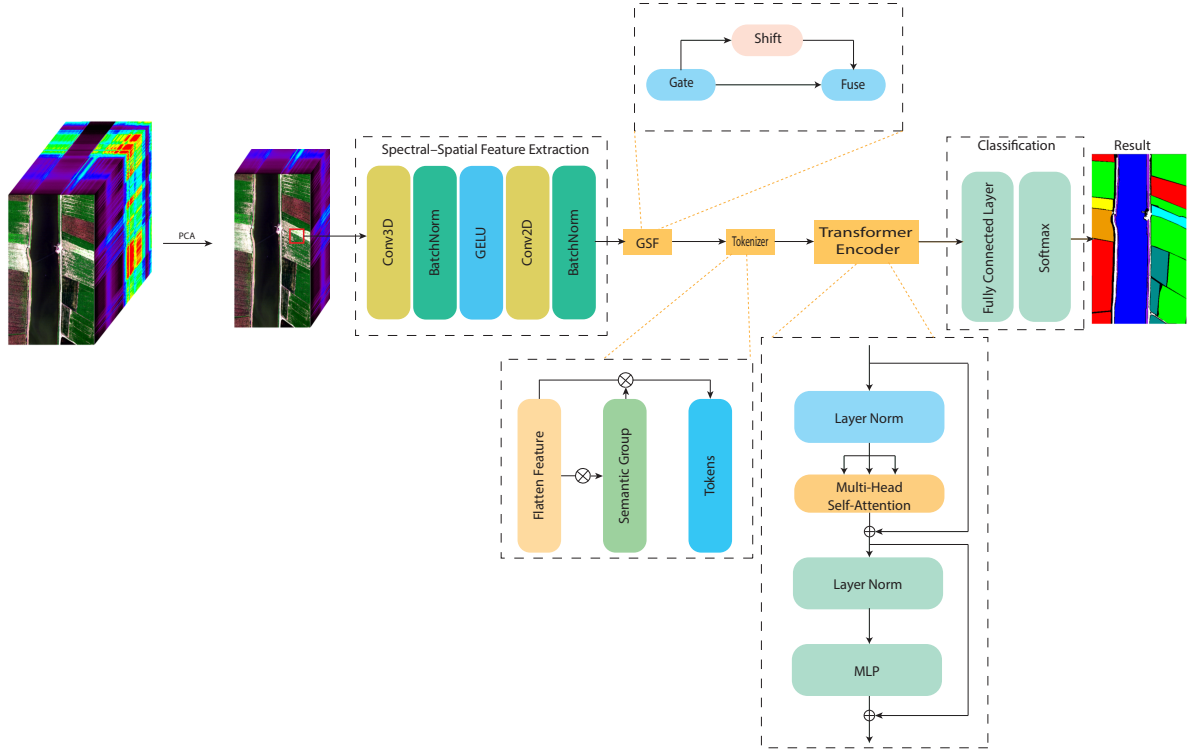 Shift
Gate
Fuse
PCA
Spectral–Spatial Feature Extraction
Conv3D
BatchNorm
GELU
Conv2D
BatchNorm
GSF
Tokenizer
Transformer
Encoder
Classification
Fully Connected Layer
Softmax
Result
Flatten Feature
Semantic Group
Tokens
Layer Norm
Multi-Head
Self-Attention
Layer Norm
MLP